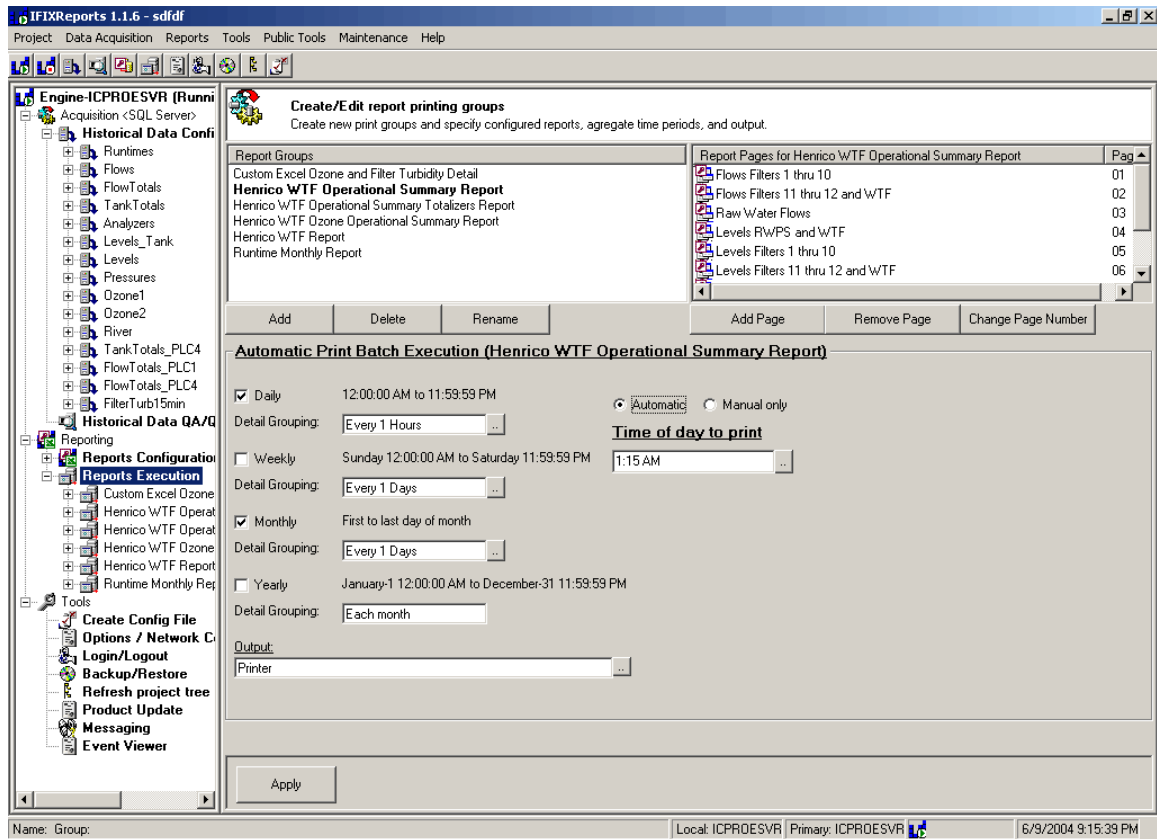 IFIXReports 1.1.6 - sdfdf
Project Data Acquisition Reports Tools Public Tools Maintenance Help
Engine-ICPROESVR (Runni
Acquisition <SQL Server>
Historical Data Confi
Runtimes
Flows
FlowTotals
TankTotals
Analyzers
Levels_Tank
Levels
Pressures
Ozone1
Ozone2
River
TankTotals_PLC4
FlowTotals_PLC1
FlowTotals_PLC4
FilterTurb15min
Historical Data QA/Q
Reporting
Reports Configuration
Reports Execution
Custom Excel Ozone
Henrico WTF Operat
Henrico WTF Operat
Henrico WTF Ozone
Henrico WTF Report
Runtime Monthly Rep
Tools
Create Config File
Options / Network C
Login/Logout
Backup/Restore
Refresh project tree
Product Update
Messaging
Event Viewer
Create/Edit report printing groups
Create new print groups and specify configured reports, agregate time periods, and output.
Report Groups
Custom Excel Ozone and Filter Turbidity Detail
Henrico WTF Operational Summary Report
Henrico WTF Operational Summary Totalizers Report
Henrico WTF Ozone Operational Summary Report
Henrico WTF Report
Runtime Monthly Report
Report Pages for Henrico WTF Operational Summary Report Pag
Flows Filters 1 thru 10 01
Flows Filters 11 thru 12 and WTF 02
Raw Water Flows 03
Levels RWPS and WTF 04
Levels Filters 1 thru 10 05
Levels Filters 11 thru 12 and WTF 06
Add Delete Rename
Add Page Remove Page Change Page Number
Automatic Print Batch Execution (Henrico WTF Operational Summary Report)
Daily 12:00:00 AM to 11:59:59 PM
Detail Grouping: Every 1 Hours ..
Weekly Sunday 12:00:00 AM to Saturday 11:59:59 PM
Detail Grouping: Every 1 Days ..
Monthly First to last day of month
Detail Grouping: Every 1 Days ..
Yearly January-1 12:00:00 AM to December-31 11:59:59 PM
Detail Grouping: Each month
Output:
Printer ..
Automatic Manual only
Time of day to print
1:15 AM ..
Apply
Name: Group:
Local: ICPROESVR Primary: ICPROESVR 6/9/2004 9:15:39 PM